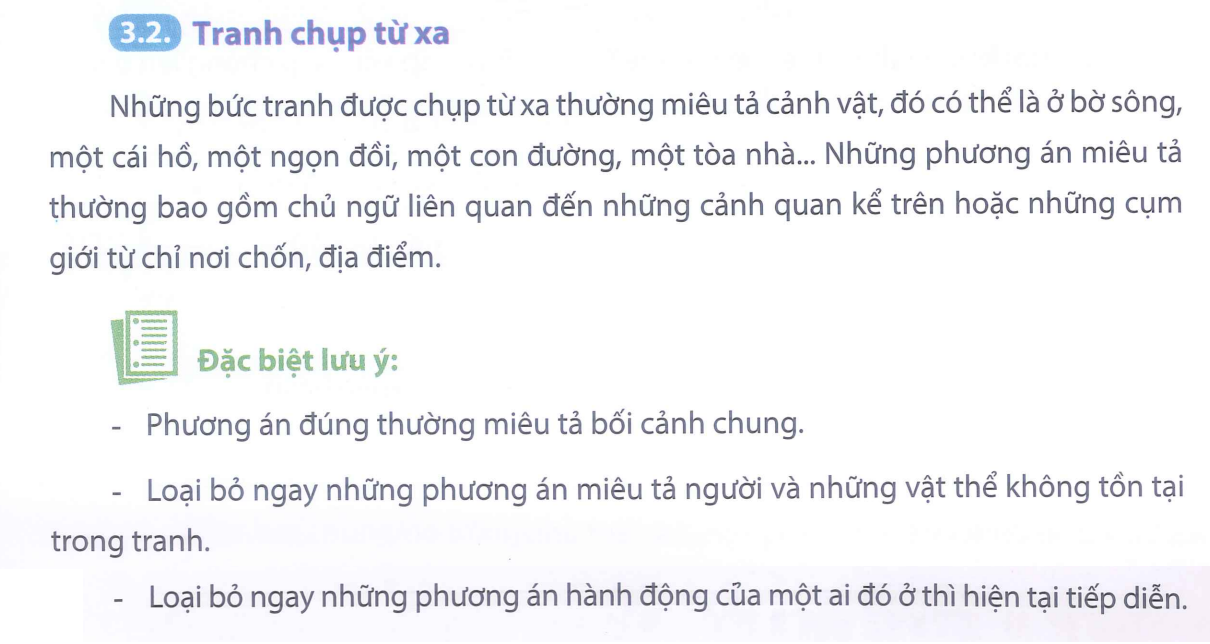 3.2. Tranh chụp từ xa
Những bức tranh được chụp từ xa thường miêu tả cảnh vật, đó có thể là ở bờ sông,
một cái hồ, một ngọn đồi, một con đường, một tòa nhà... Những phương án miêu tả
thường bao gồm chủ ngữ liên quan đến những cảnh quan kể trên hoặc những cụm
giới từ chỉ nơi chốn, địa điểm.
Đặc biệt lưu ý:
- Phương án đúng thường miêu tả bối cảnh chung.
- Loại bỏ ngay những phương án miêu tả người và những vật thể không tồn tại
trong tranh.
- Loại bỏ ngay những phương án hành động của một ai đó ở thì hiện tại tiếp diễn.